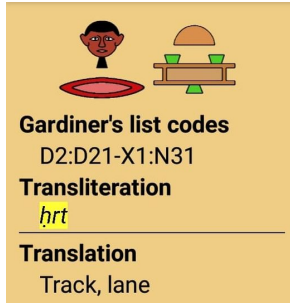 Gardiner's list codes
D2:D21-X1:N31
Transliteration
ḥrt
Translation
Track, lane